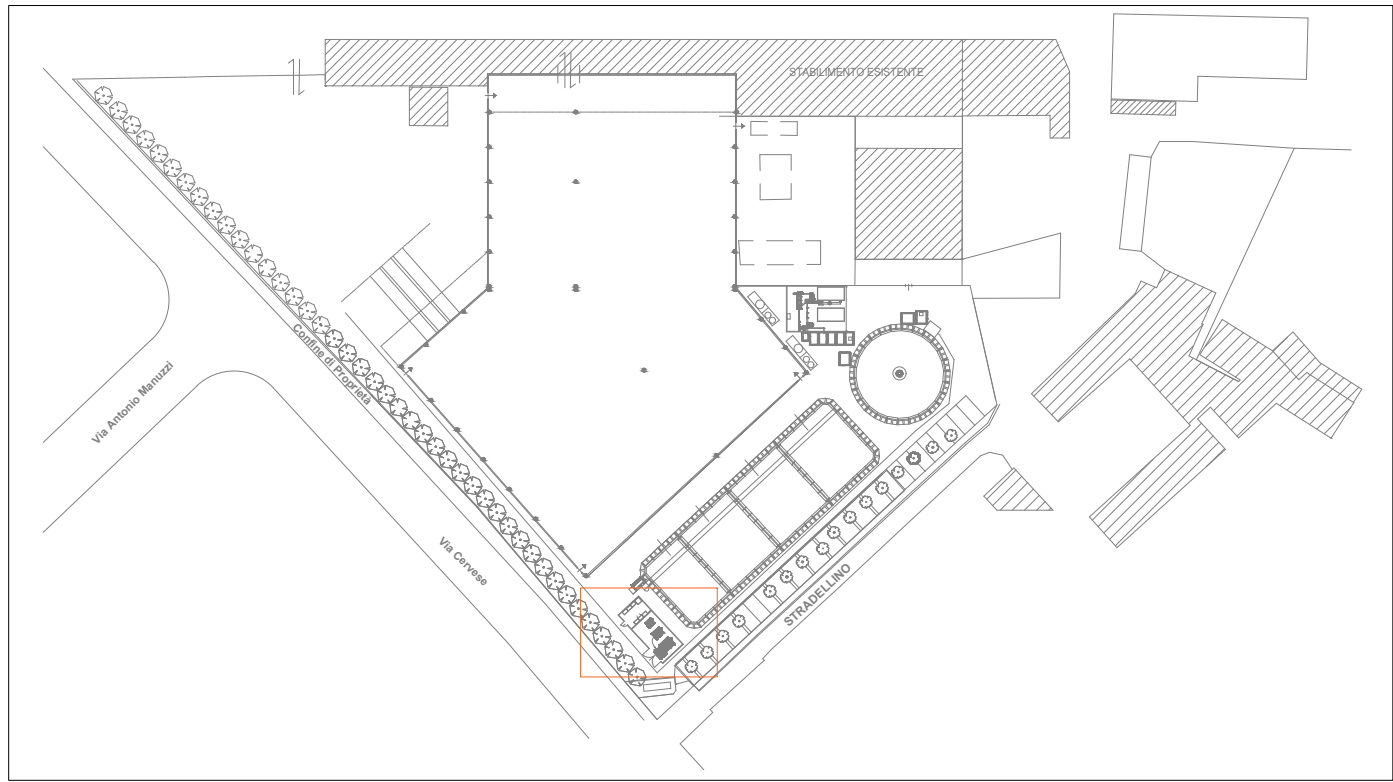 STABILIMENTO ESISTENTE
Confine di Proprietà
Via Antonio Manuzzi
Via Cervese
STRADELLINO